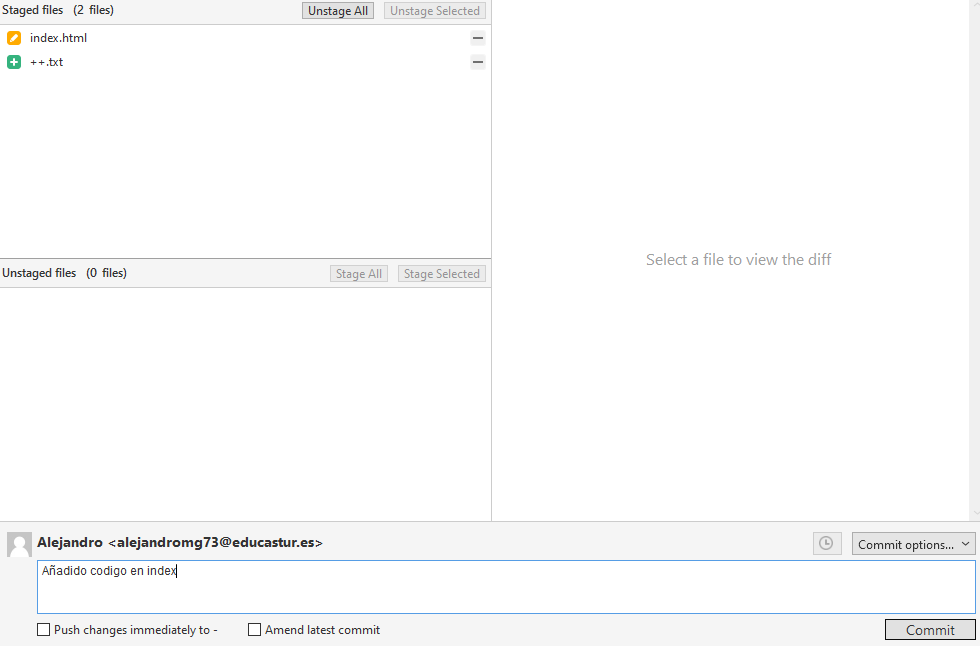 Staged files (2 files) Unstage All Unstage Selected
index.html
++.txt
Select a file to view the diff
Unstaged files (0 files) Stage All Stage Selected
Alejandro <alejandromg73@educastur.es> Commit options...
Añadido codigo en index
Push changes immediately to - Amend latest commit Commit